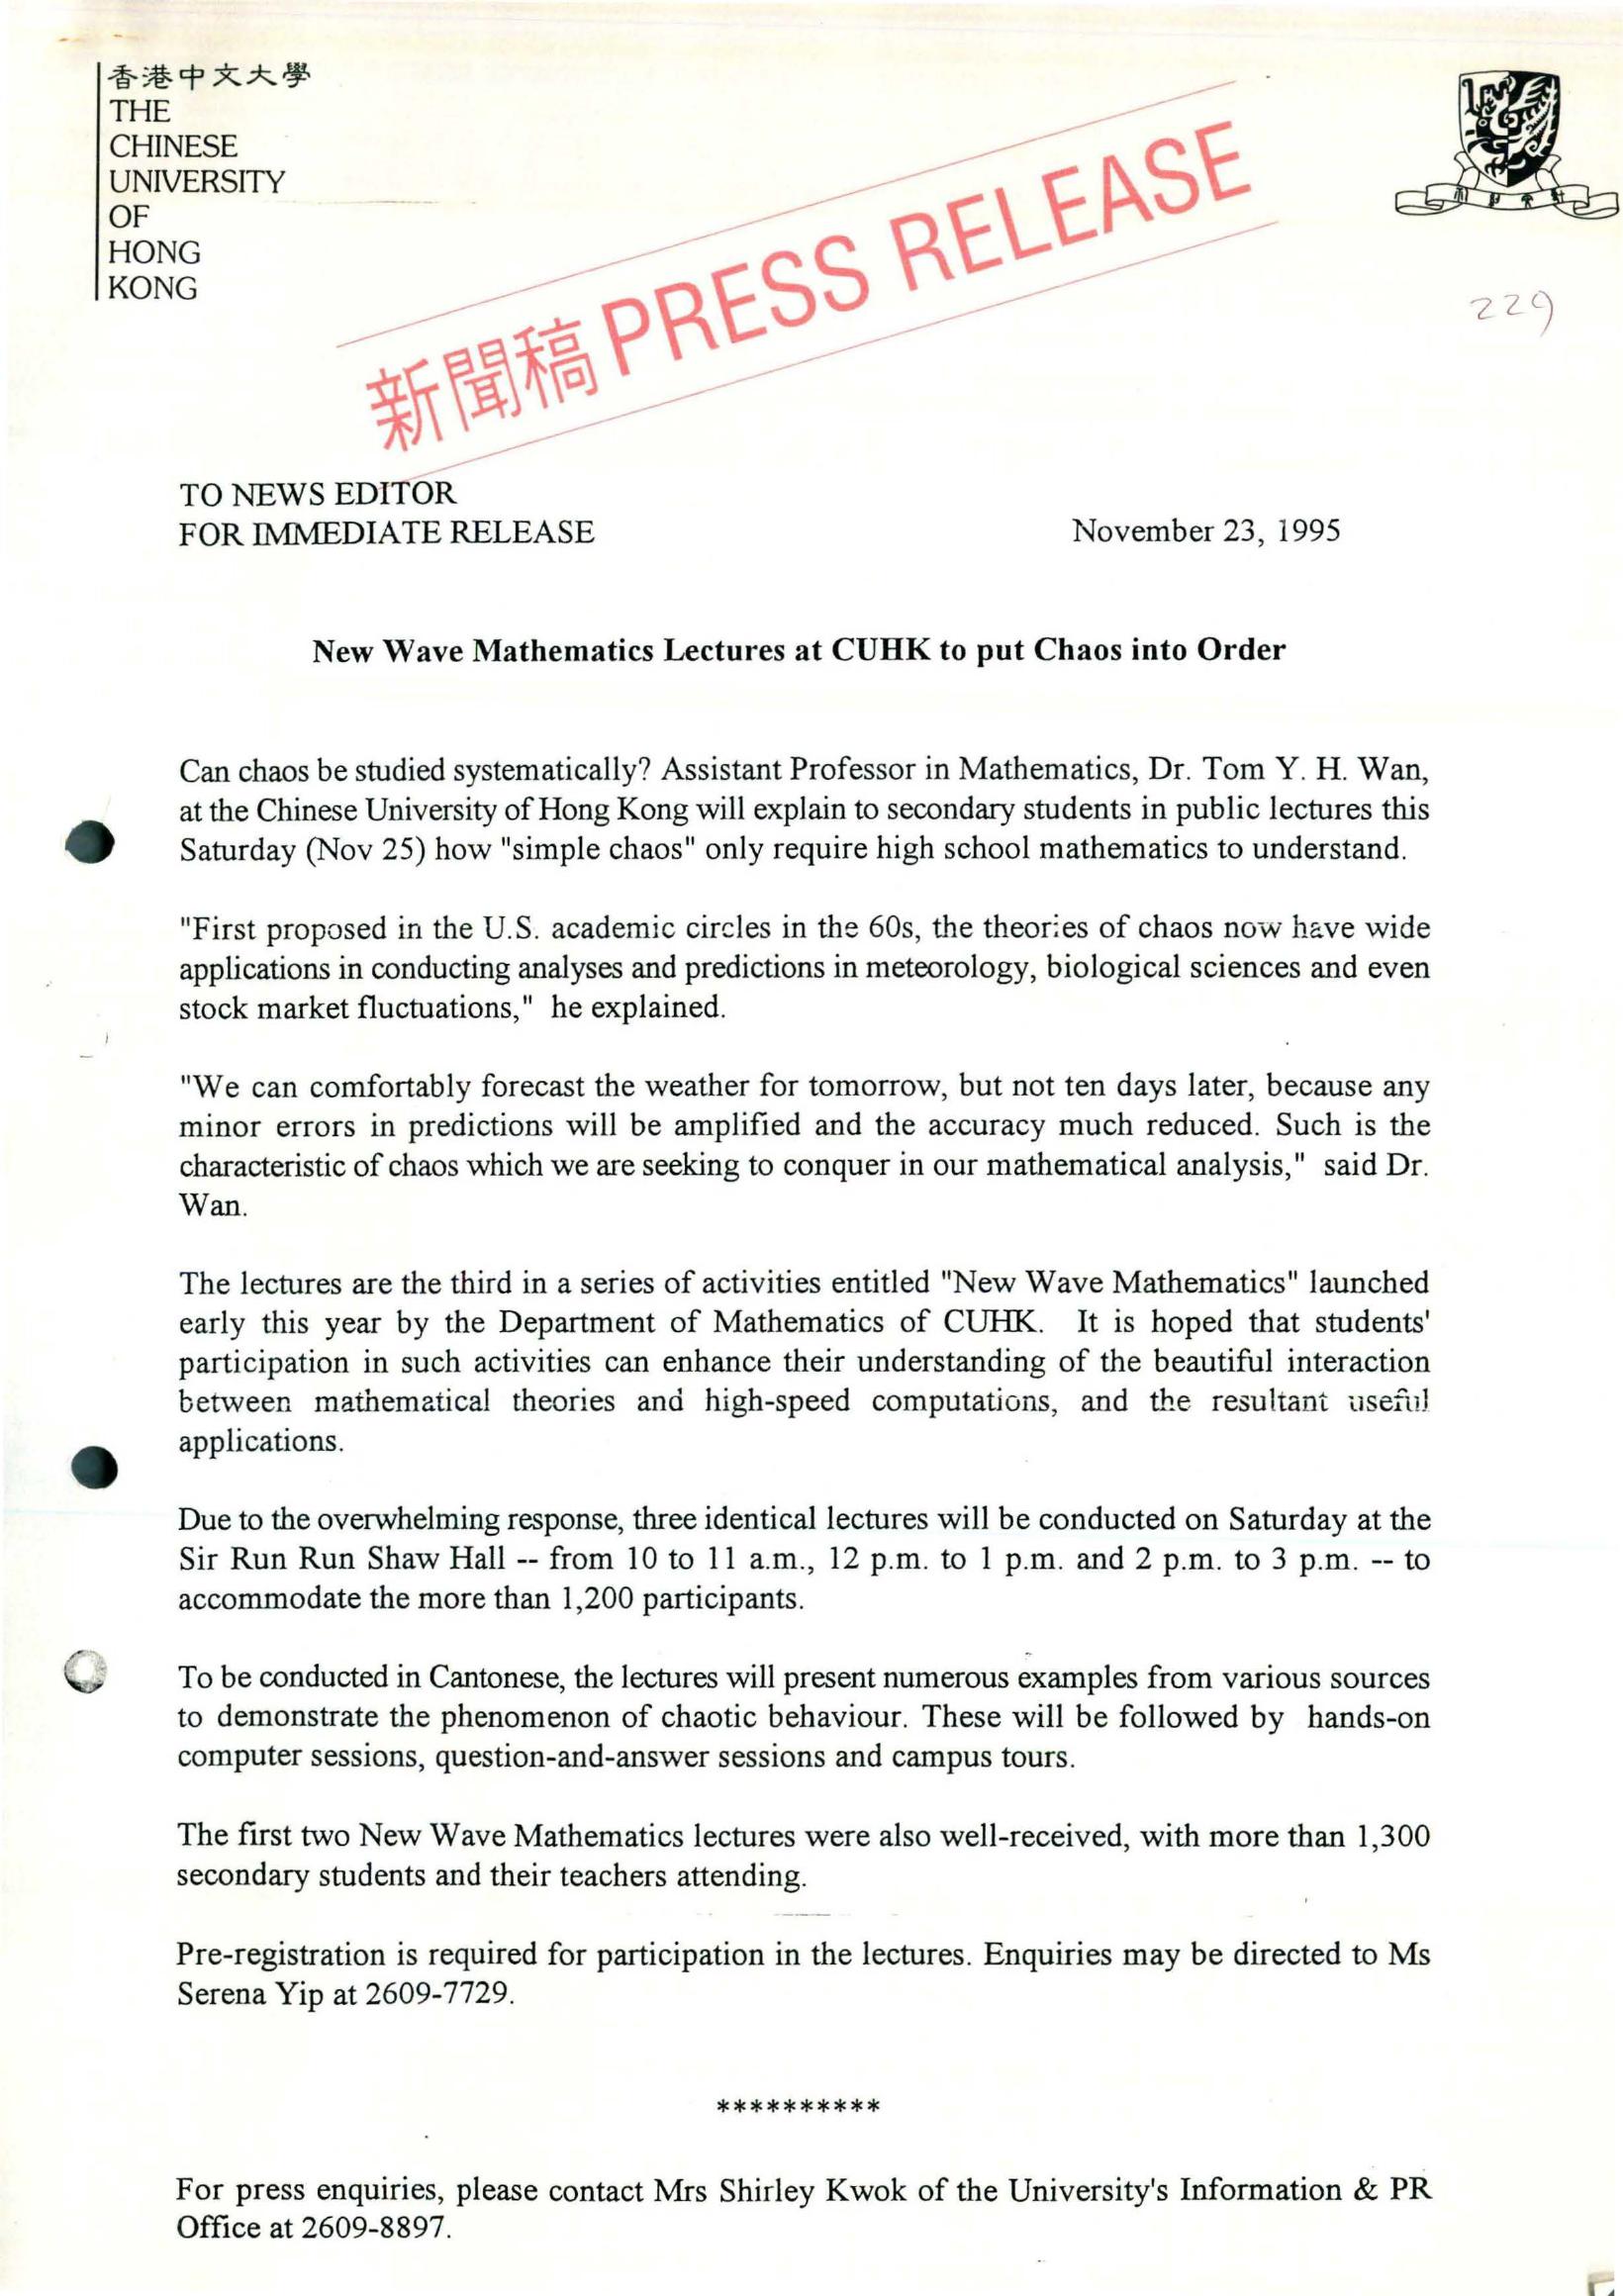 香港中文大學
THE
CHINESE
UNIVERSITY
OF
HONG
KONG
新聞稿 PRESS RELEASE
229
TO NEWS EDITOR
FOR IMMEDIATE RELEASE
November 23, 1995
New Wave Mathematics Lectures at CUHK to put Chaos into Order
Can chaos be studied systematically? Assistant Professor in Mathematics, Dr. Tom Y. H. Wan,
at the Chinese University of Hong Kong will explain to secondary students in public lectures this
Saturday (Nov 25) how "simple chaos" only require high school mathematics to understand.
"First proposed in the U.S. academic circles in the 60s, the theories of chaos now have wide
applications in conducting analyses and predictions in meteorology, biological sciences and even
stock market fluctuations," he explained.
"We can comfortably forecast the weather for tomorrow, but not ten days later, because any
minor errors in predictions will be amplified and the accuracy much reduced. Such is the
characteristic of chaos which we are seeking to conquer in our mathematical analysis," said Dr.
Wan.
The lectures are the third in a series of activities entitled "New Wave Mathematics" launched
early this year by the Department of Mathematics of CUHK. It is hoped that students'
participation in such activities can enhance their understanding of the beautiful interaction
between mathematical theories and high-speed computations, and the resultant useful
applications.
Due to the overwhelming response, three identical lectures will be conducted on Saturday at the
Sir Run Run Shaw Hall -- from 10 to 11 a.m., 12 p.m. to 1 p.m. and 2 p.m. to 3 p.m. -- to
accommodate the more than 1,200 participants.
To be conducted in Cantonese, the lectures will present numerous examples from various sources
to demonstrate the phenomenon of chaotic behaviour. These will be followed by hands-on
computer sessions, question-and-answer sessions and campus tours.
The first two New Wave Mathematics lectures were also well-received, with more than 1,300
secondary students and their teachers attending.
Pre-registration is required for participation in the lectures. Enquiries may be directed to Ms
Serena Yip at 2609-7729.
**********
For press enquiries, please contact Mrs Shirley Kwok of the University's Information & PR
Office at 2609-8897.